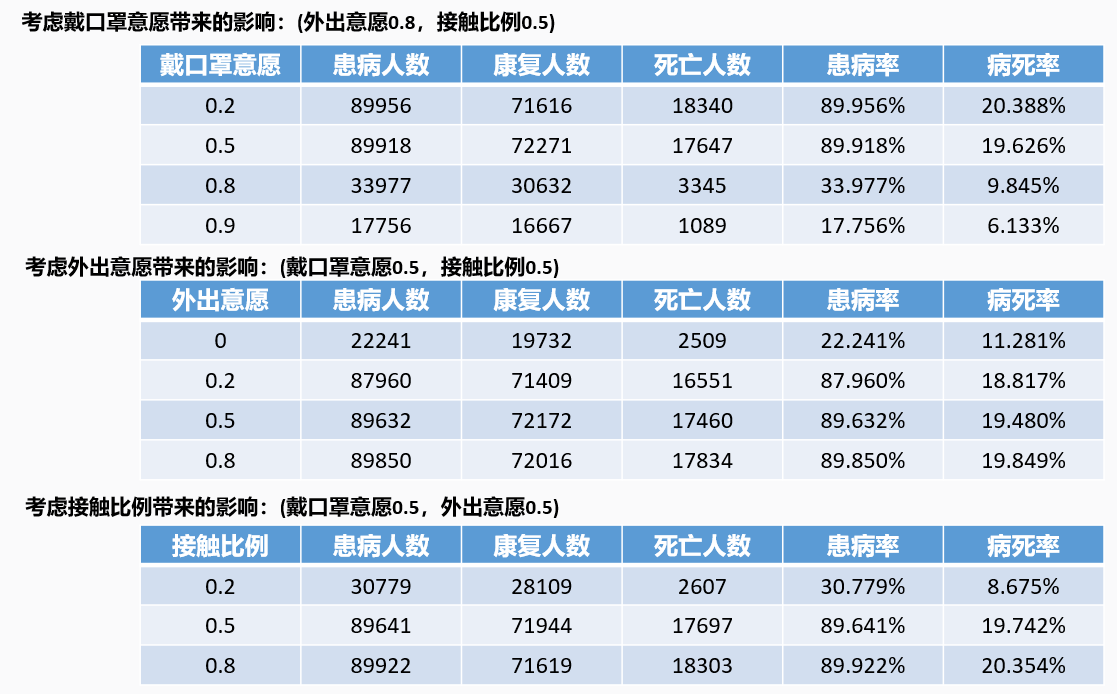 考虑戴口罩意愿带来的影响：(外出意愿0.8，接触比例0.5)
戴口罩意愿 患病人数 康复人数 死亡人数 患病率 病死率
0.2 89956 71616 18340 89.956% 20.388%
0.5 89918 72271 17647 89.918% 19.626%
0.8 33977 30632 3345 33.977% 9.845%
0.9 17756 16667 1089 17.756% 6.133%
考虑外出意愿带来的影响：(戴口罩意愿0.5，接触比例0.5)
外出意愿 患病人数 康复人数 死亡人数 患病率 病死率
0 22241 19732 2509 22.241% 11.281%
0.2 87960 71409 16551 87.960% 18.817%
0.5 89632 72172 17460 89.632% 19.480%
0.8 89850 72016 17834 89.850% 19.849%
考虑接触比例带来的影响：(戴口罩意愿0.5，外出意愿0.5)
接触比例 患病人数 康复人数 死亡人数 患病率 病死率
0.2 30779 28109 2607 30.779% 8.675%
0.5 89641 71944 17697 89.641% 19.742%
0.8 89922 71619 18303 89.922% 20.354%